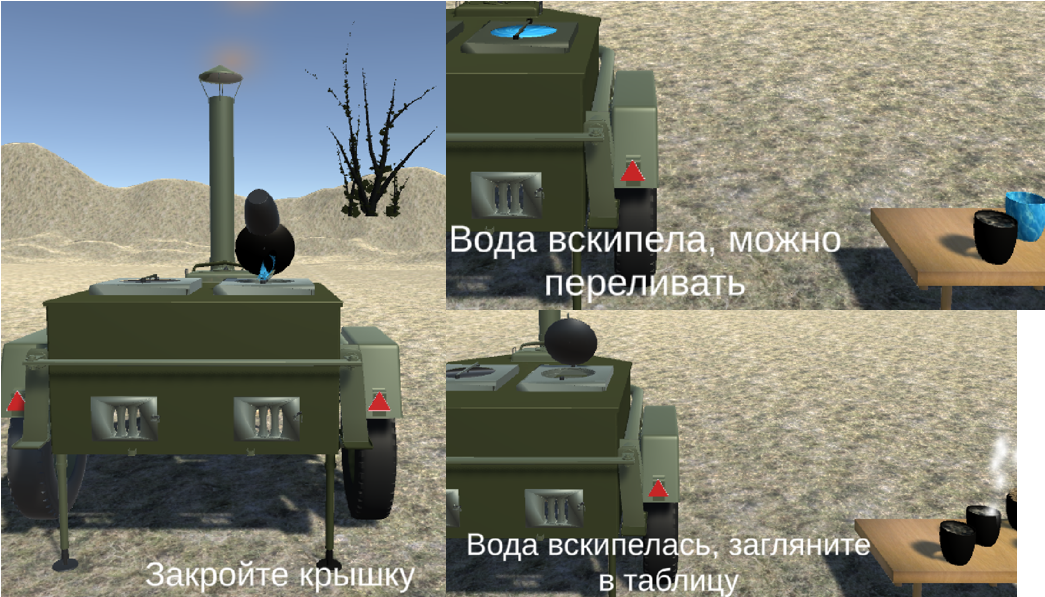 Закройте крышку
Вода вскипела, можно
переливать
Вода вскипелась, загляните
в таблицу